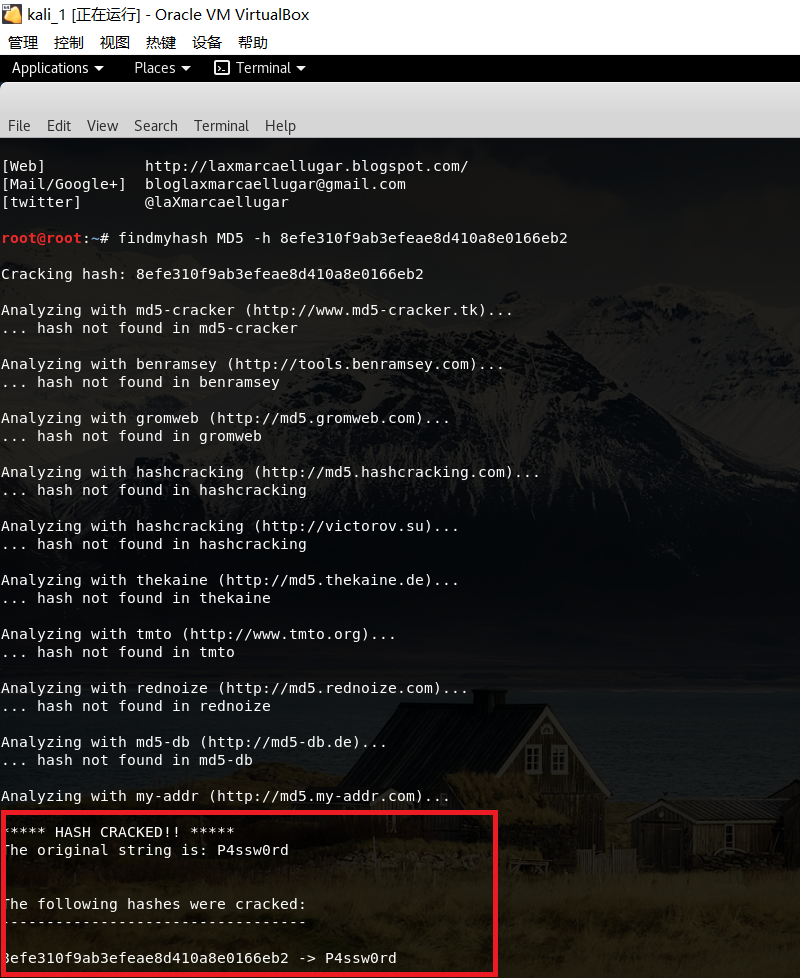 kali_1 [正在运行] - Oracle VM VirtualBox
管理 控制 视图 热键 设备 帮助
Applications Places Terminal
File Edit View Search Terminal Help
[Web] http://laxmarcaellugar.blogspot.com/
[Mail/Google+] bloglaxmarcaellugar@gmail.com
[twitter] @laXmarcaellugar
root@root:~# findmyhash MD5 -h 8efe310f9ab3efeae8d410a8e0166eb2
Cracking hash: 8efe310f9ab3efeae8d410a8e0166eb2
Analyzing with md5-cracker (http://www.md5-cracker.tk)...
... hash not found in md5-cracker
Analyzing with benramsey (http://tools.benramsey.com)...
... hash not found in benramsey
Analyzing with gromweb (http://md5.gromweb.com)...
... hash not found in gromweb
Analyzing with hashcracking (http://md5.hashcracking.com)...
... hash not found in hashcracking
Analyzing with hashcracking (http://victorov.su)...
... hash not found in hashcracking
Analyzing with thekaine (http://md5.thekaine.de)...
... hash not found in thekaine
Analyzing with tmto (http://www.tmto.org)...
... hash not found in tmto
Analyzing with rednoize (http://md5.rednoize.com)...
... hash not found in rednoize
Analyzing with md5-db (http://md5-db.de)...
... hash not found in md5-db
Analyzing with my-addr (http://md5.my-addr.com)...
***** HASH CRACKED!! *****
The original string is: P4ssw0rd
The following hashes were cracked:
----------------------------------
8efe310f9ab3efeae8d410a8e0166eb2 -> P4ssw0rd